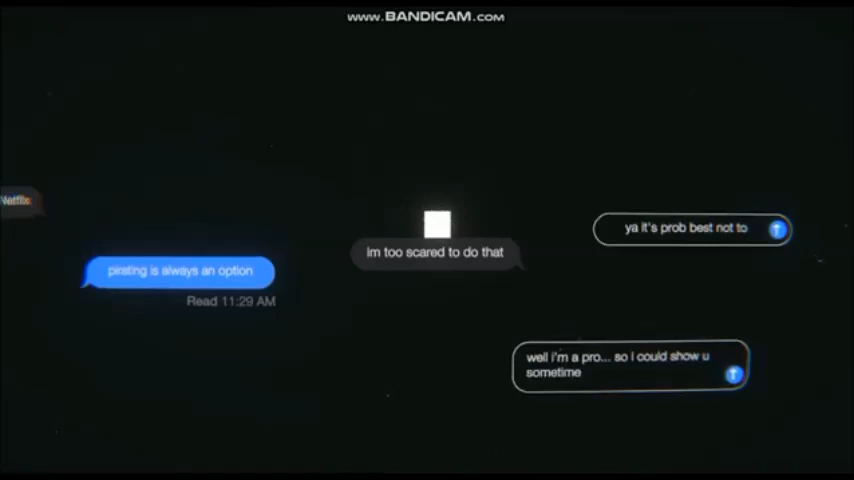 www.BANDICAM.com
Netflix
pirating is always an option
Read 11:29 AM
im too scared to do that
ya it's prob best not to
well i'm a pro... so i could show u
sometime